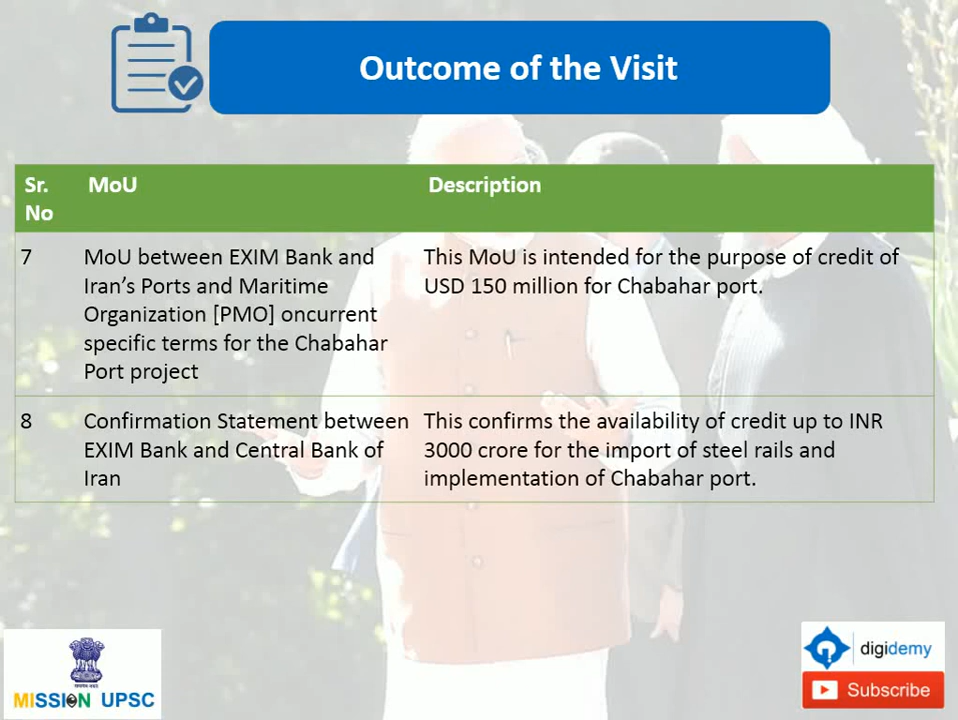 Outcome of the Visit
Sr. No
MoU
Description
7
MoU between EXIM Bank and
Iran's Ports and Maritime
Organization [PMO] oncurrent
specific terms for the Chabahar
Port project
This MoU is intended for the purpose of credit of
USD 150 million for Chabahar port.
8
Confirmation Statement between
EXIM Bank and Central Bank of
Iran
This confirms the availability of credit up to INR
3000 crore for the import of steel rails and
implementation of Chabahar port.
MISSION UPSC
digidemy
Subscribe